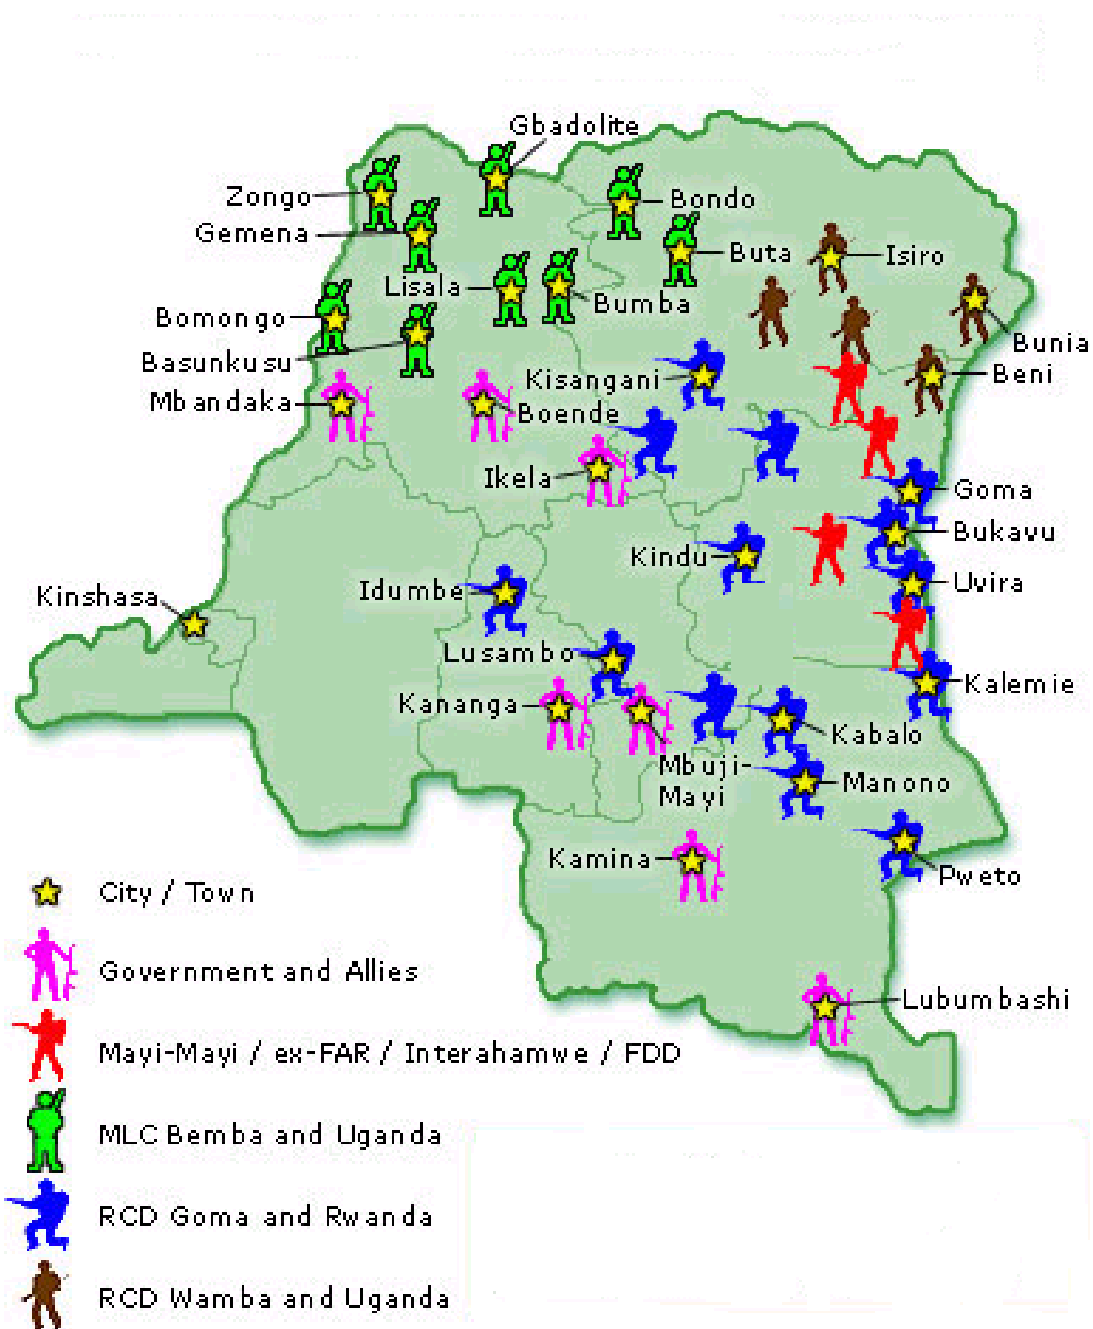 Gbadolite
Zongo
Bondo
Gemena
Buta
Isiro
Lisala
Bumba
Bomongo
Bunia
Basunkusu
Kisangani
Beni
Mbandaka
Boende
Ikela
Goma
Bukavu
Kindu
Uvira
Idumbe
Kinshasa
Lusambo
Kalemie
Kananga
Kabalo
Mbuji-
Mayi
Manono
Kamina
Pweto
City / Town
Government and Allies
Lubumbashi
Mayi-Mayi / ex-FAR / Interahamwe / FDD
MLC Bemba and Uganda
RCD Goma and Rwanda
RCD Wamba and Uganda